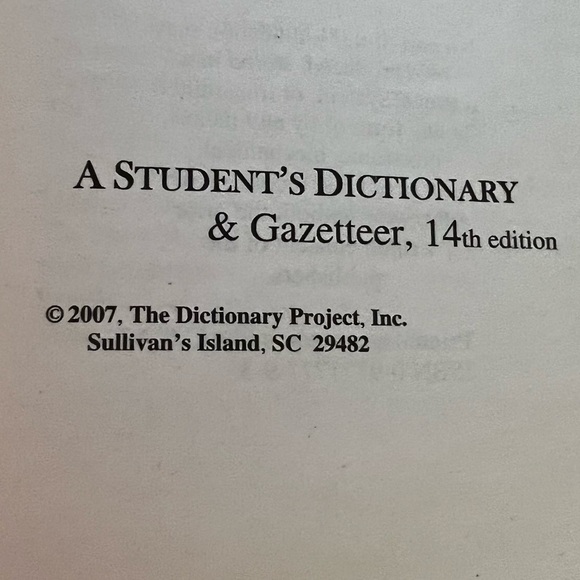 A STUDENT'S DICTIONARY
& Gazetteer, 14th edition
© 2007, The Dictionary Project, Inc.
Sullivan's Island, SC 29482